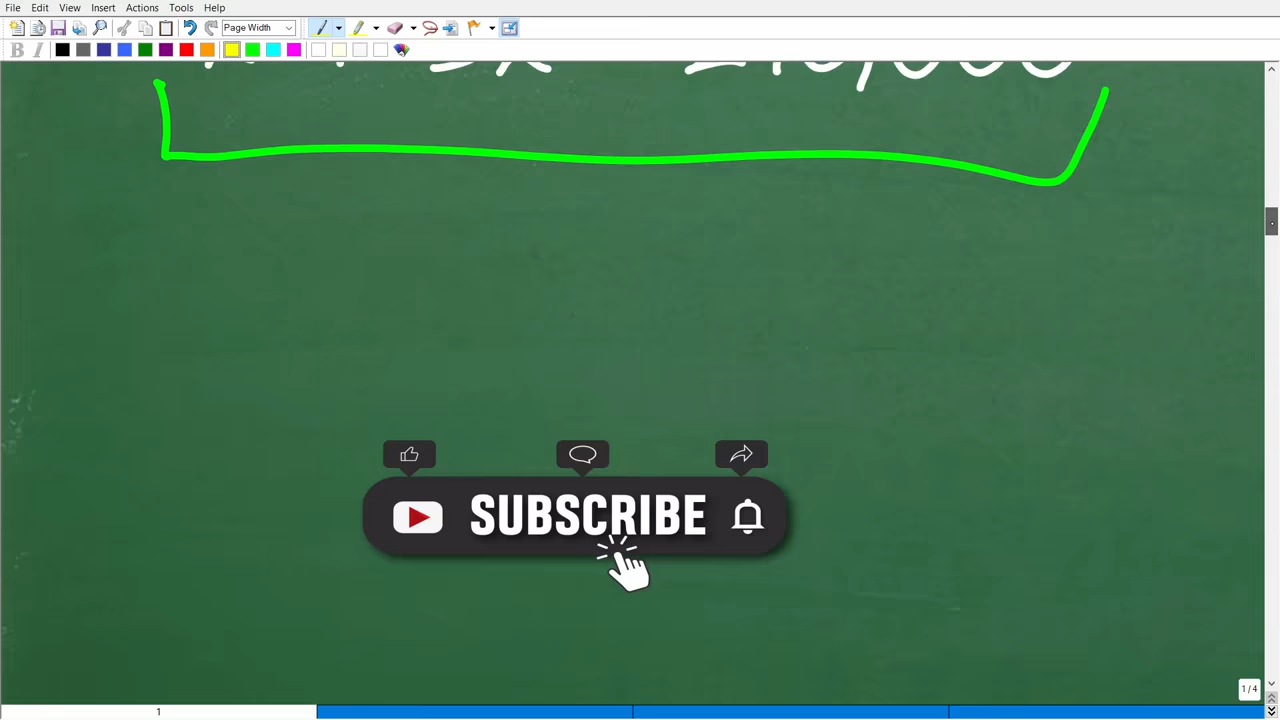 File Edit View Insert Actions Tools Help
Page Width
B I
SUBSCRIBE
1 / 4
1